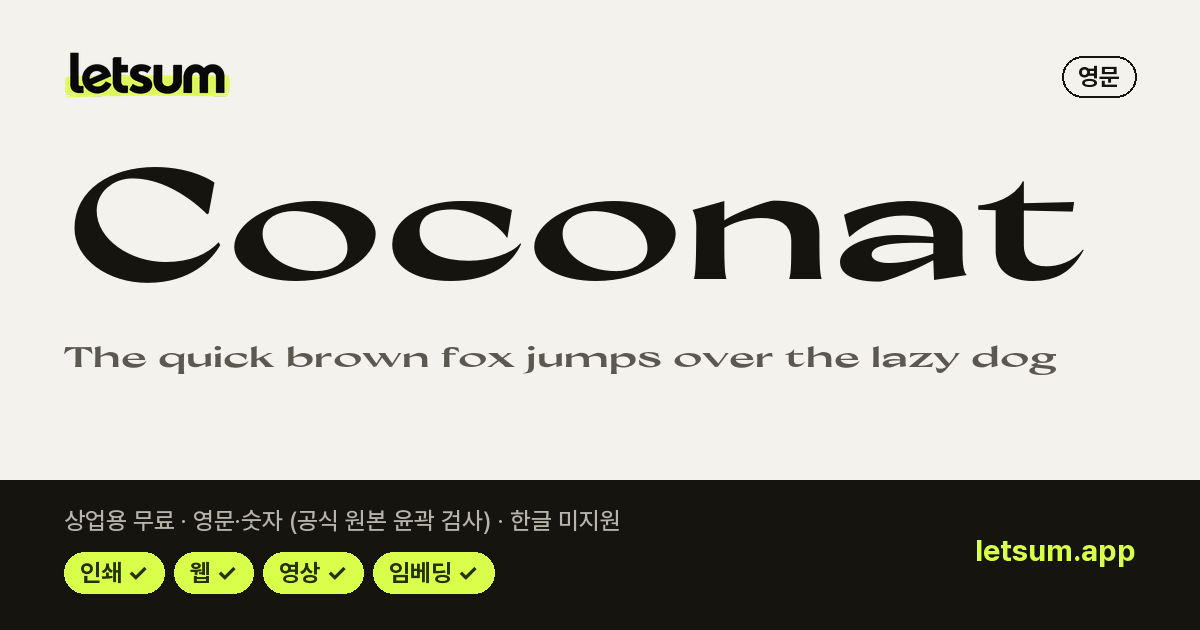 letsum
영문
Coconat
The quick brown fox jumps over the lazy dog
상업용 무료 · 영문·숫자 (공식 원본 윤곽 검사) · 한글 미지원
인쇄 ✓ 웹 ✓ 영상 ✓ 임베딩 ✓
letsum.app